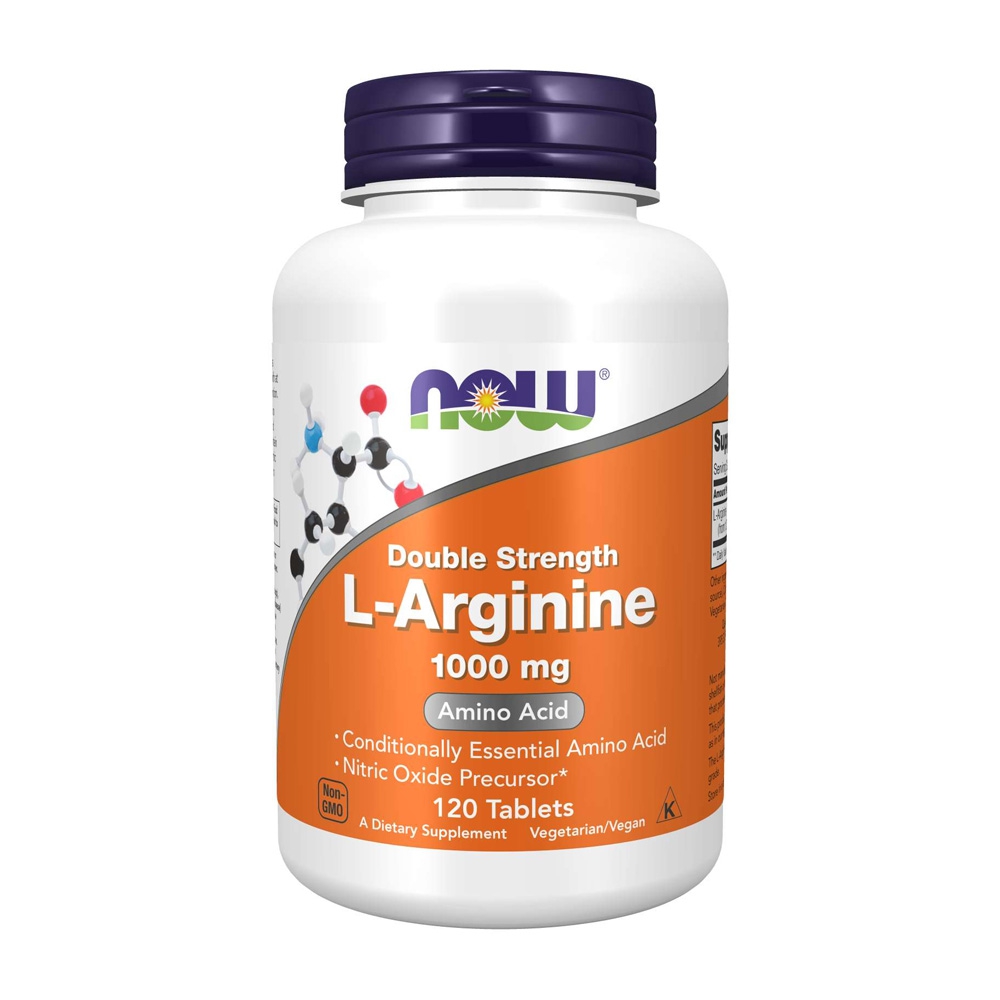 now®
Double Strength
L-Arginine
1000 mg
Amino Acid
• Conditionally Essential Amino Acid
• Nitric Oxide Precursor*
Non-
GMO
120 Tablets
A Dietary Supplement Vegetarian/Vegan
K